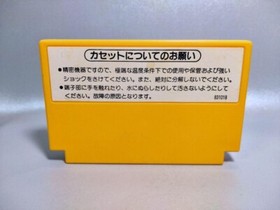 カセットについてのお願い
●精密機器ですので、極端な温度条件下での使用や保管および強い
ショックをさけてください。また、絶対に分解しないでください。
●端子部に手を触れたり、水にぬらしたりして汚さないようにして
ください。故障の原因となります。